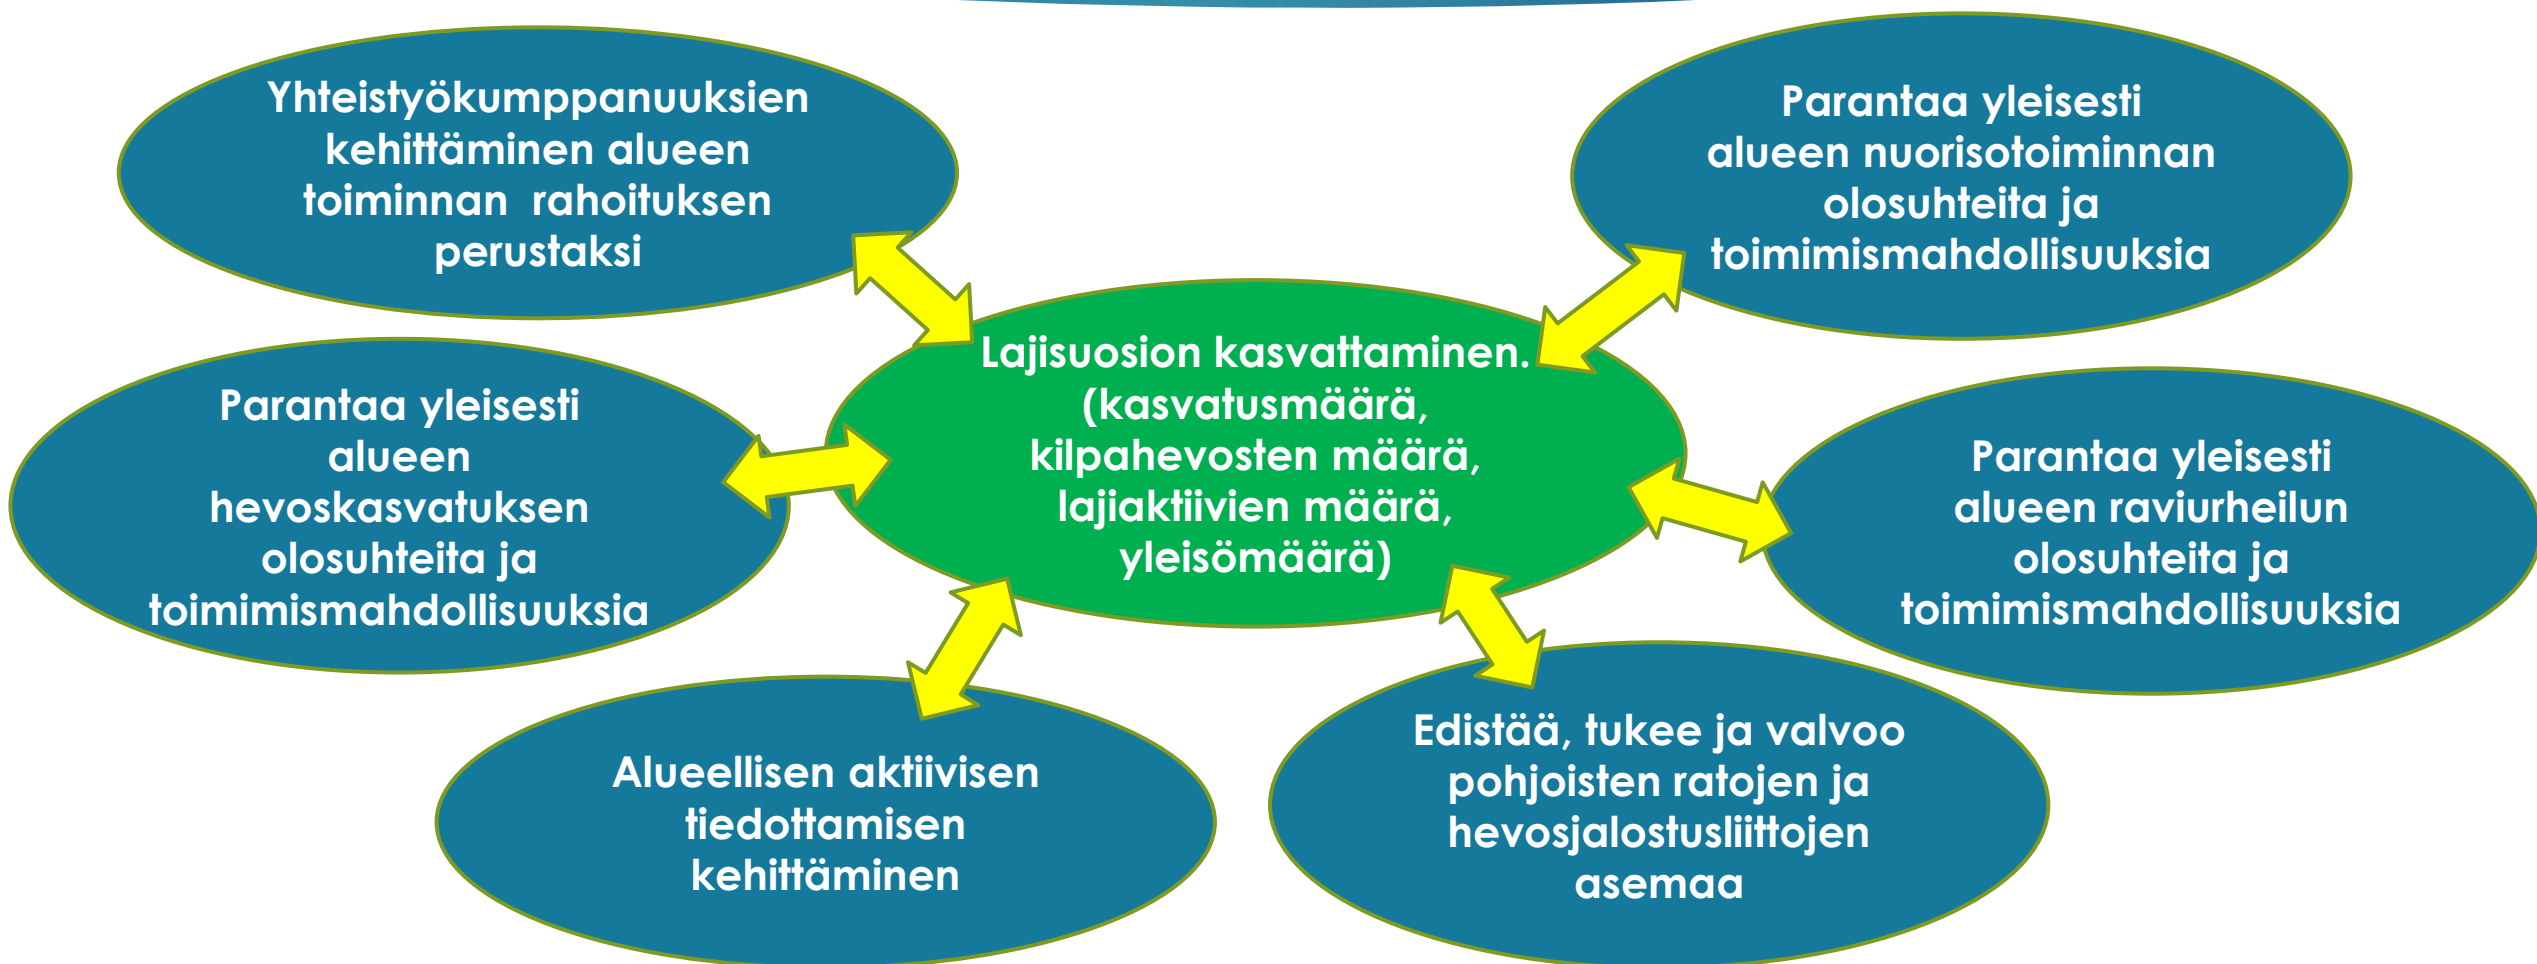 Yhteistyökumppanuuksien
kehittäminen alueen
toiminnan rahoituksen
perustaksi
Parantaa yleisesti
alueen nuorisotoiminnan
olosuhteita ja
toimimismahdollisuuksia
Lajisuosion kasvattaminen.
(kasvatusmäärä,
kilpahevosten määrä,
lajiaktiivien määrä,
yleisömäärä)
Parantaa yleisesti
alueen
hevoskasvatuksen
olosuhteita ja
toimimismahdollisuuksia
Parantaa yleisesti
alueen raviurheilun
olosuhteita ja
toimimismahdollisuuksia
Alueellisen aktiivisen
tiedottamisen
kehittäminen
Edistää, tukee ja valvoo
pohjoisten ratojen ja
hevosjalostusliittojen
asemaa